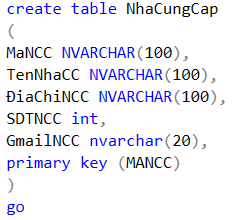 create table NhaCungCap
(
MaNCC NVARCHAR(100),
TenNhaCC NVARCHAR(100),
ĐiaChiNCC NVARCHAR(100),
SDTNCC int,
GmailNCC nvarchar(20),
primary key (MANCC)
)
go